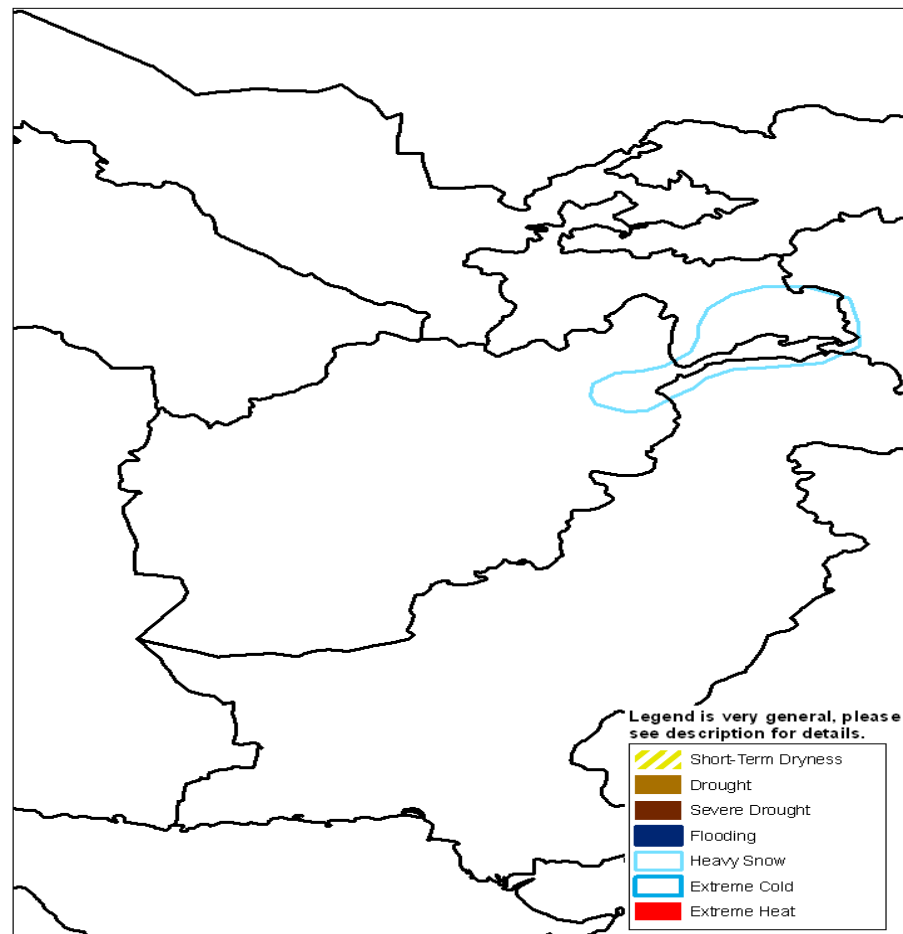 Legend is very general, please
see description for details.
Short-Term Dryness
Drought
Severe Drought
Flooding
Heavy Snow
Extreme Cold
Extreme Heat